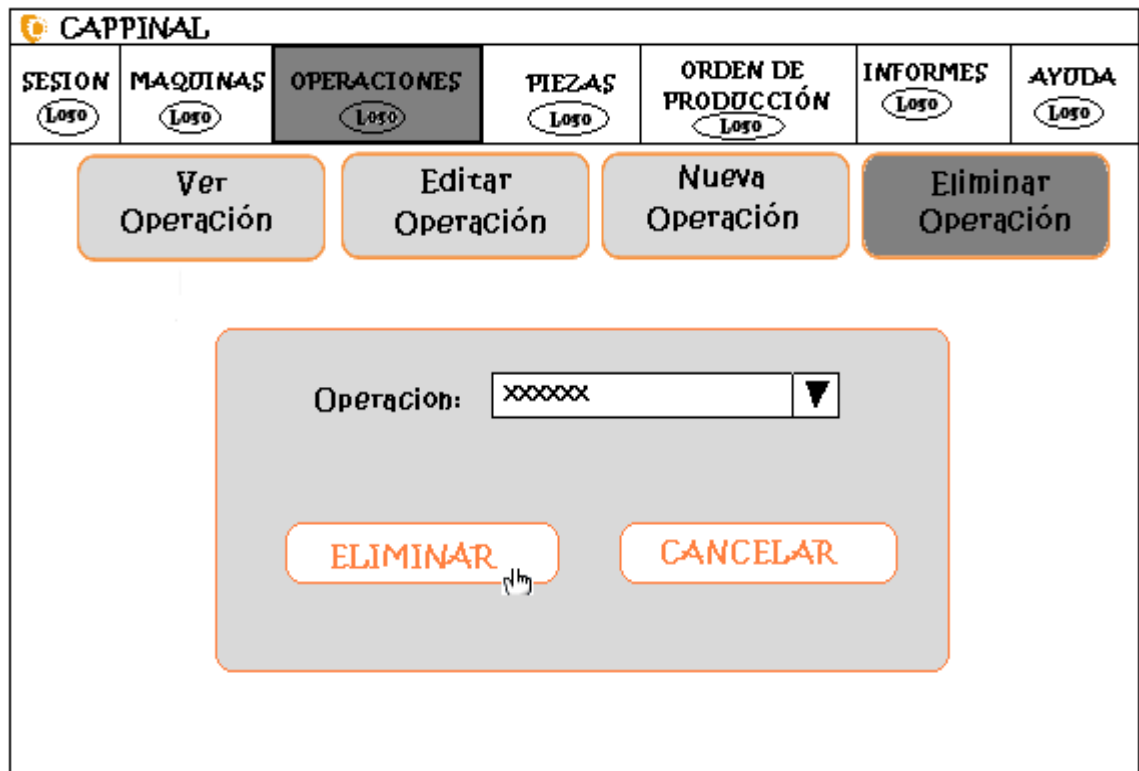 CAPPINAL
SESION
Logo
MAQUINAS
Logo
OPERACIONES
Logo
PIEZAS
Logo
ORDEN DE
PRODUCCIÓN
Logo
INFORMES
Logo
AYUDA
Logo
Ver
Operación
Editar
Operación
Nueva
Operación
Eliminar
Operación
Operacion: xxxxxx
ELIMINAR
CANCELAR